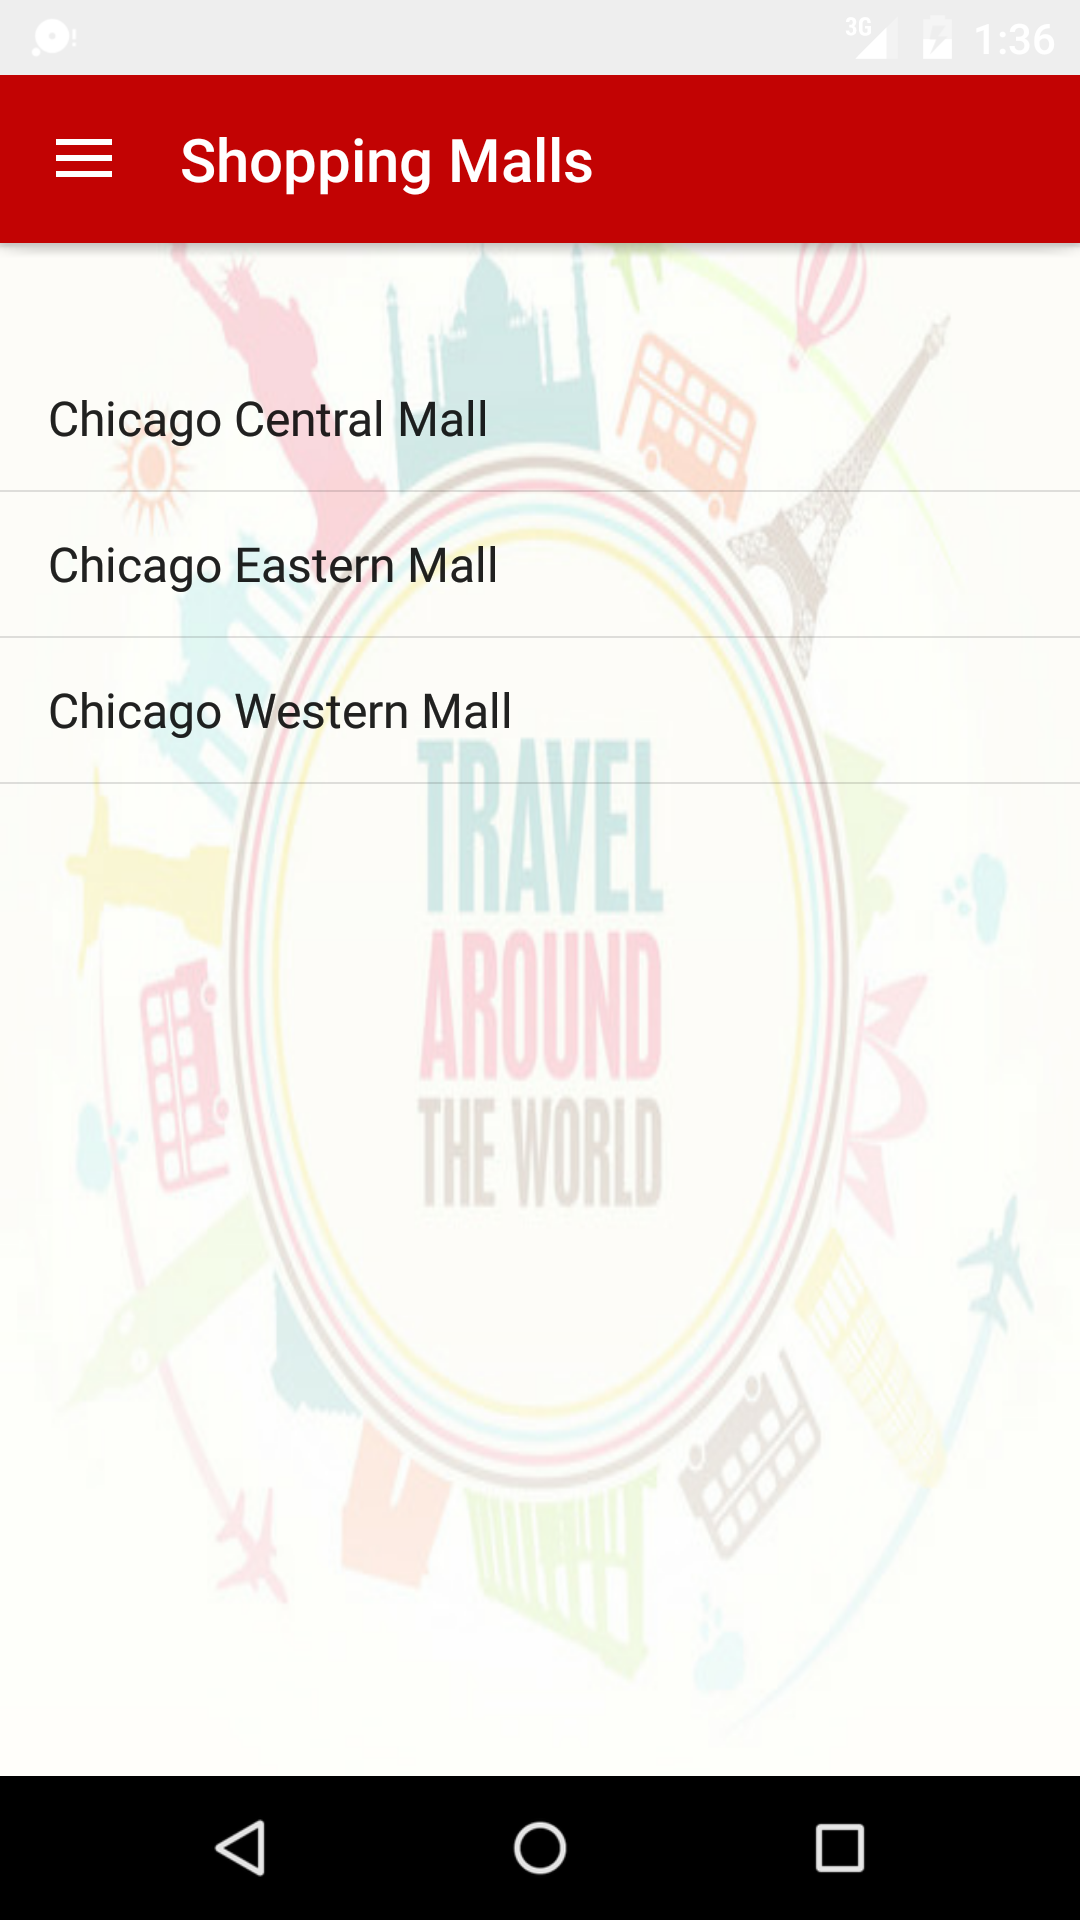 3G 1:36
Shopping Malls
Chicago Central Mall
Chicago Eastern Mall
Chicago Western Mall
TRAVEL
AROUND
THE WORLD